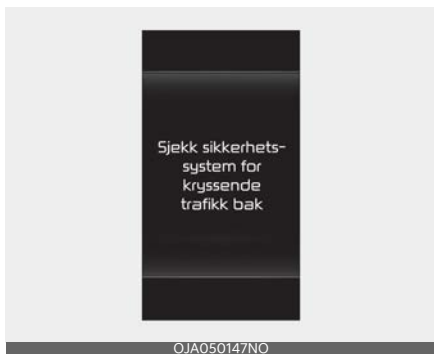 Sjekk sikkerhets-
system for
kryssende
trafikk bak
OJA050147NO